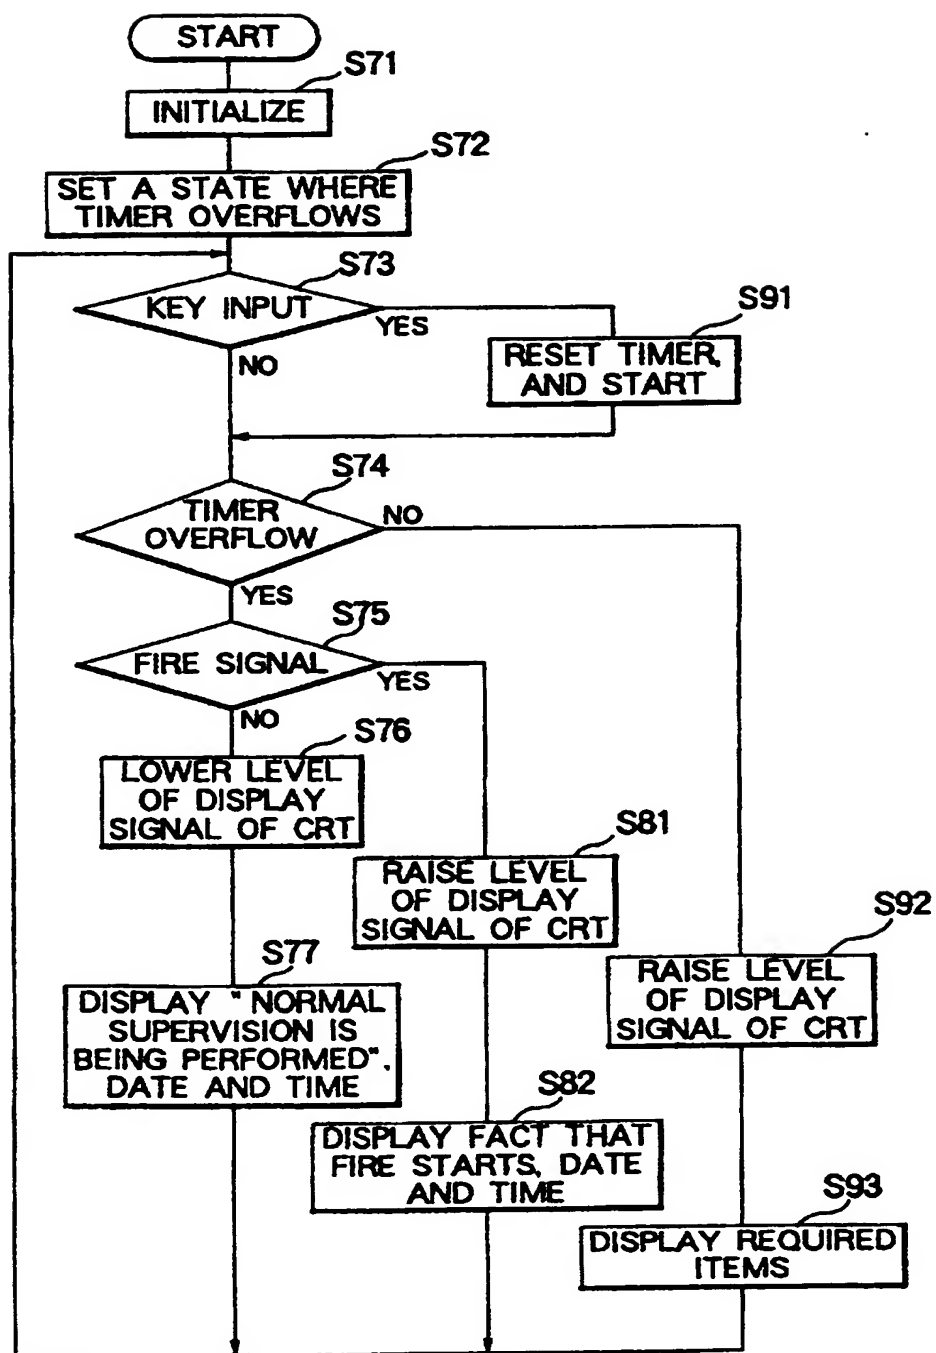 START
S71
INITIALIZE
S72
SET A STATE WHERE
TIMER OVERFLOWS
S73
KEY INPUT
YES
NO
S91
RESET TIMER,
AND START
S74
TIMER
OVERFLOW
NO
YES
S75
FIRE SIGNAL
YES
NO
S76
LOWER LEVEL
OF DISPLAY
SIGNAL OF CRT
S81
RAISE LEVEL
OF DISPLAY
SIGNAL OF CRT
S92
RAISE LEVEL
OF DISPLAY
SIGNAL OF CRT
S77
DISPLAY "NORMAL
SUPERVISION IS
BEING PERFORMED",
DATE AND TIME
S82
DISPLAY FACT THAT
FIRE STARTS, DATE
AND TIME
S93
DISPLAY REQUIRED
ITEMS